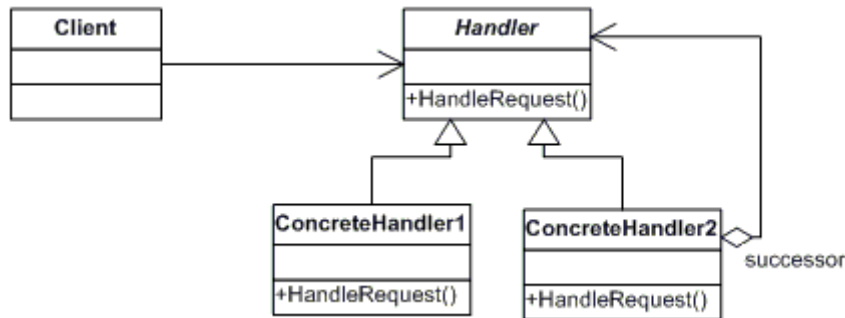 Client
Handler
+HandleRequest()
ConcreteHandler1
+HandleRequest()
ConcreteHandler2
+HandleRequest()
successor